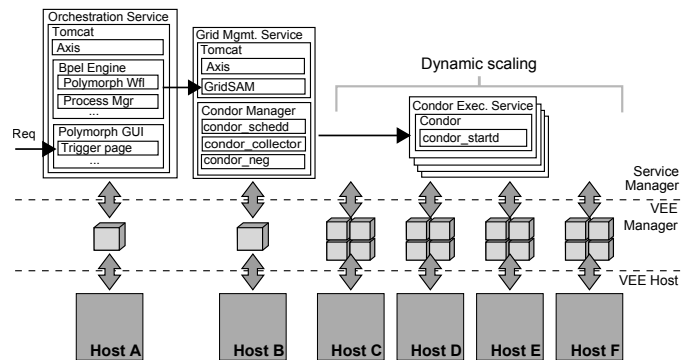 Orchestration Service
Tomcat
Axis
Bpel Engine
Polymorph Wfl
Process Mgr
...
Polymorph GUI
Trigger page
...
Req
Grid Mgmt. Service
Tomcat
Axis
GridSAM
Condor Manager
condor_schedd
condor_collector
condor_neg
Dynamic scaling
Condor Exec. Service
Condor
condor_startd
Service
Manager
VEE
Manager
VEE Host
Host A
Host B
Host C
Host D
Host E
Host F